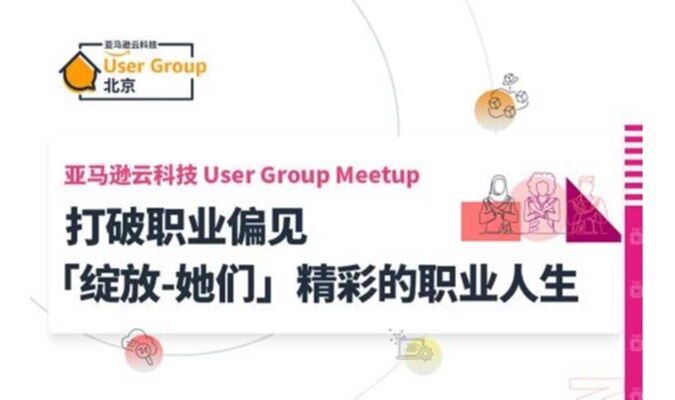 亚马逊云科技
User Group
北京
亚马逊云科技 User Group Meetup
打破职业偏见
「绽放-她们」精彩的职业人生